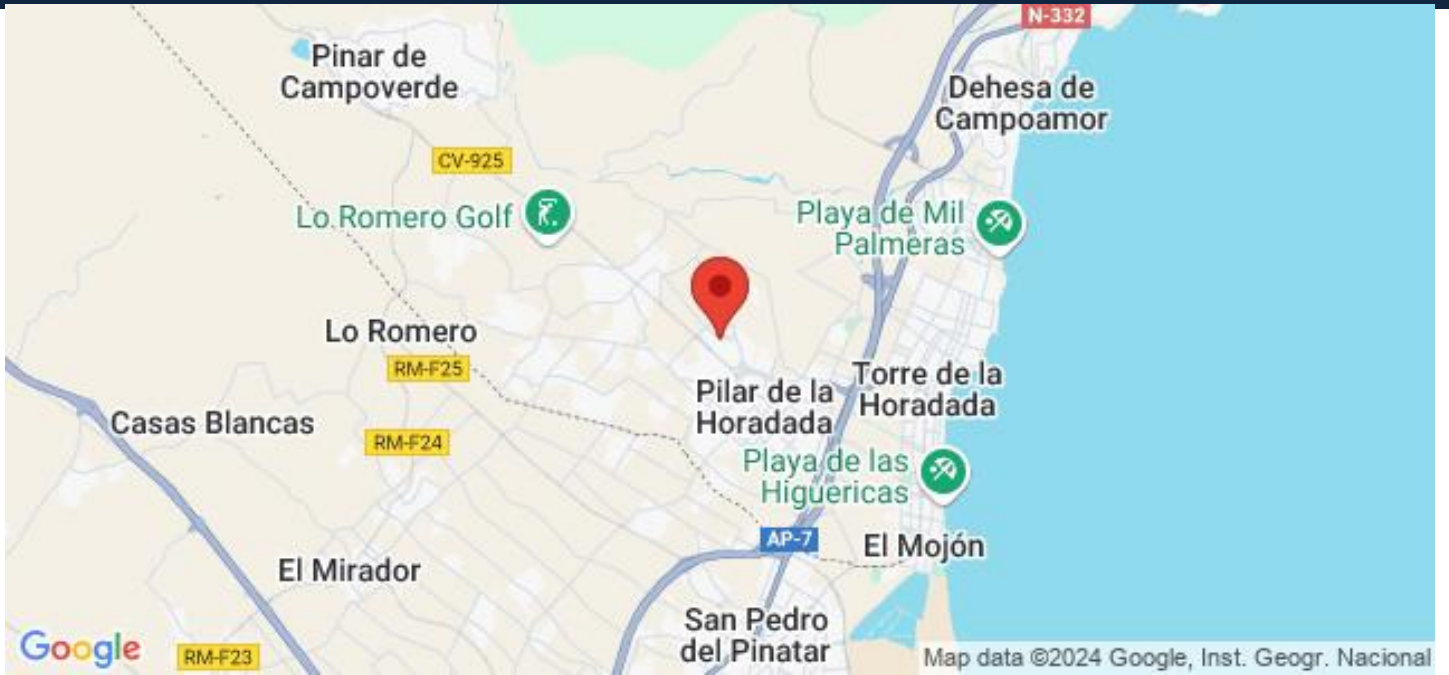 N-332
Pinar de
Campoverde
Dehesa de
Campoamor
CV-925
Lo Romero Golf
Playa de Mil
Palmeras
Lo Romero
RM-F25
Pilar de la
Horadada
Torre de la
Horadada
Casas Blancas
RM-F24
Playa de las
Higuericas
AP-7
El Mojón
El Mirador
San Pedro
del Pinatar
Google
RM-F23
Map data ©2024 Google, Inst. Geogr. Nacional